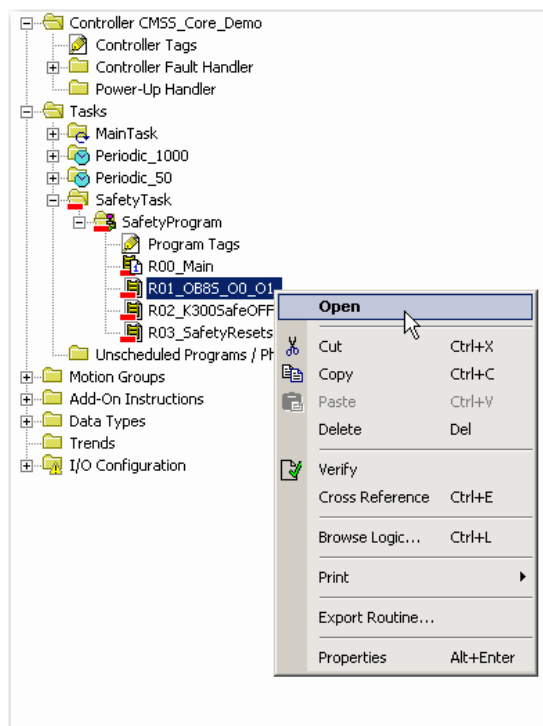 Controller CMSS_Core_Demo
Controller Tags
Controller Fault Handler
Power-Up Handler
Tasks
MainTask
Periodic_1000
Periodic_50
SafetyTask
SafetyProgram
Program Tags
R00_Main
R01_OB8S_O0_O1
R02_K300SafeOFF
R03_SafetyResets
Unscheduled Programs / Ph
Motion Groups
Add-On Instructions
Data Types
Trends
I/O Configuration
Open
Cut Ctrl+X
Copy Ctrl+C
Paste Ctrl+V
Delete Del
Verify
Cross Reference Ctrl+E
Browse Logic... Ctrl+L
Print
Export Routine...
Properties Alt+Enter